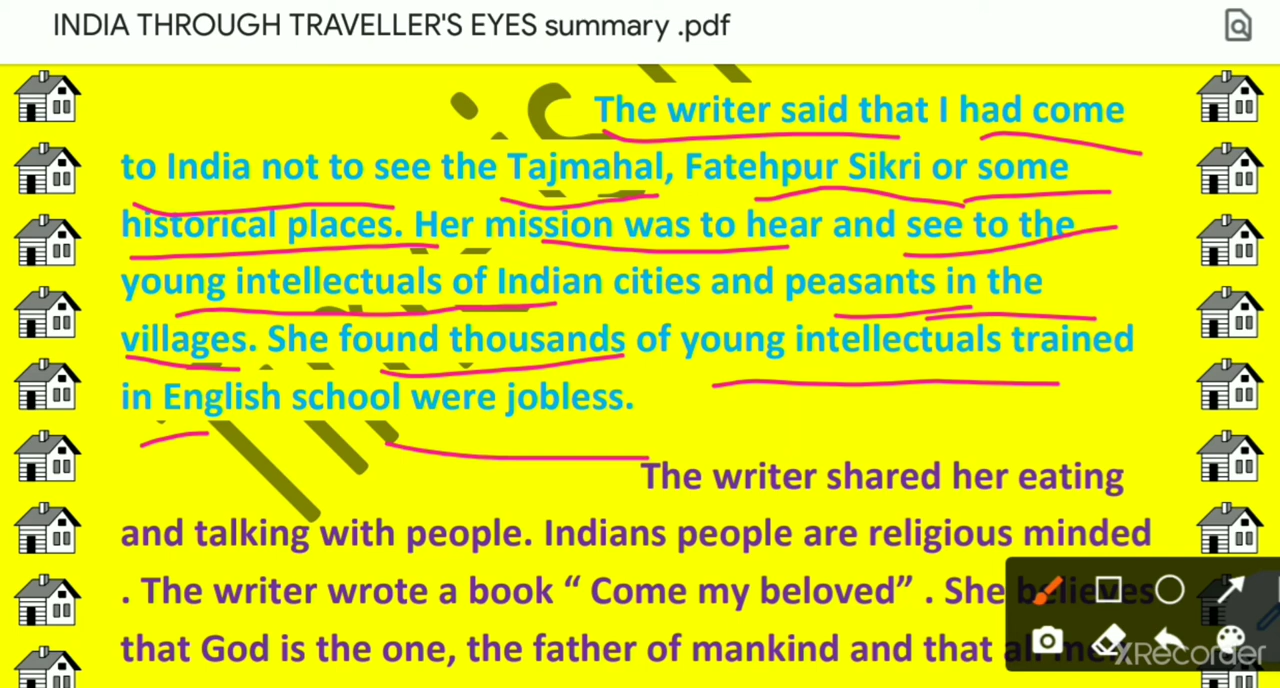 INDIA THROUGH TRAVELLER'S EYES summary .pdf
The writer said that I had come
to India not to see the Tajmahal, Fatehpur Sikri or some
historical places. Her mission was to hear and see to the
young intellectuals of Indian cities and peasants in the
villages. She found thousands of young intellectuals trained
in English school were jobless.
The writer shared her eating
and talking with people. Indians people are religious minded
. The writer wrote a book “ Come my beloved” . She believes
that God is the one, the father of mankind and that all
XRecorder